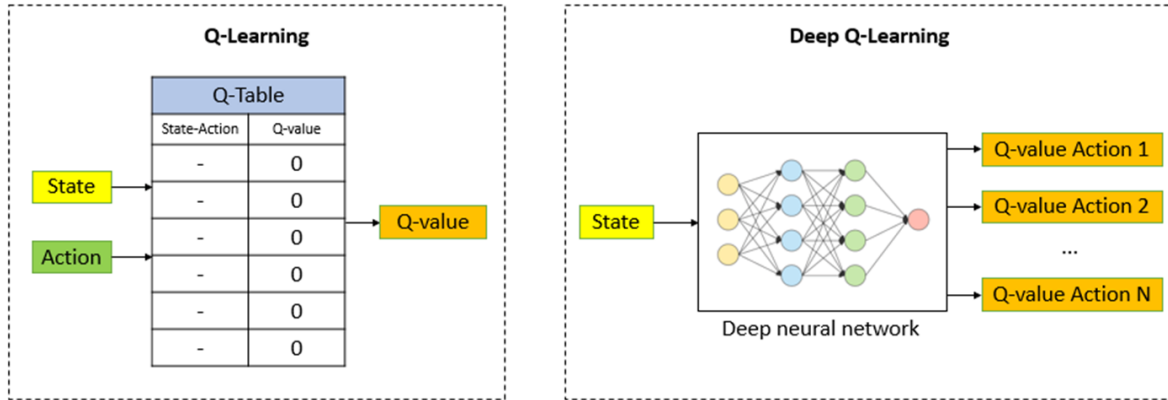 Q-Learning
Q-Table
State-Action Q-value
- 0
- 0
- 0
- 0
- 0
- 0
State
Action
Q-value
Deep Q-Learning
State
Deep neural network
Q-value Action 1
Q-value Action 2
...
Q-value Action N